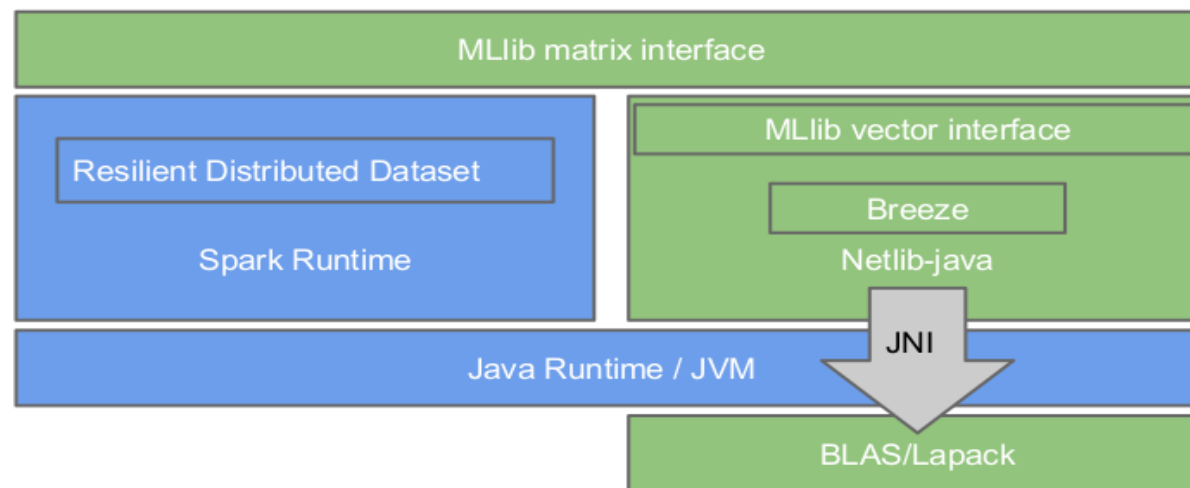 MLlib matrix interface
Resilient Distributed Dataset
Spark Runtime
MLlib vector interface
Breeze
Netlib-java
JNI
Java Runtime / JVM
BLAS/Lapack